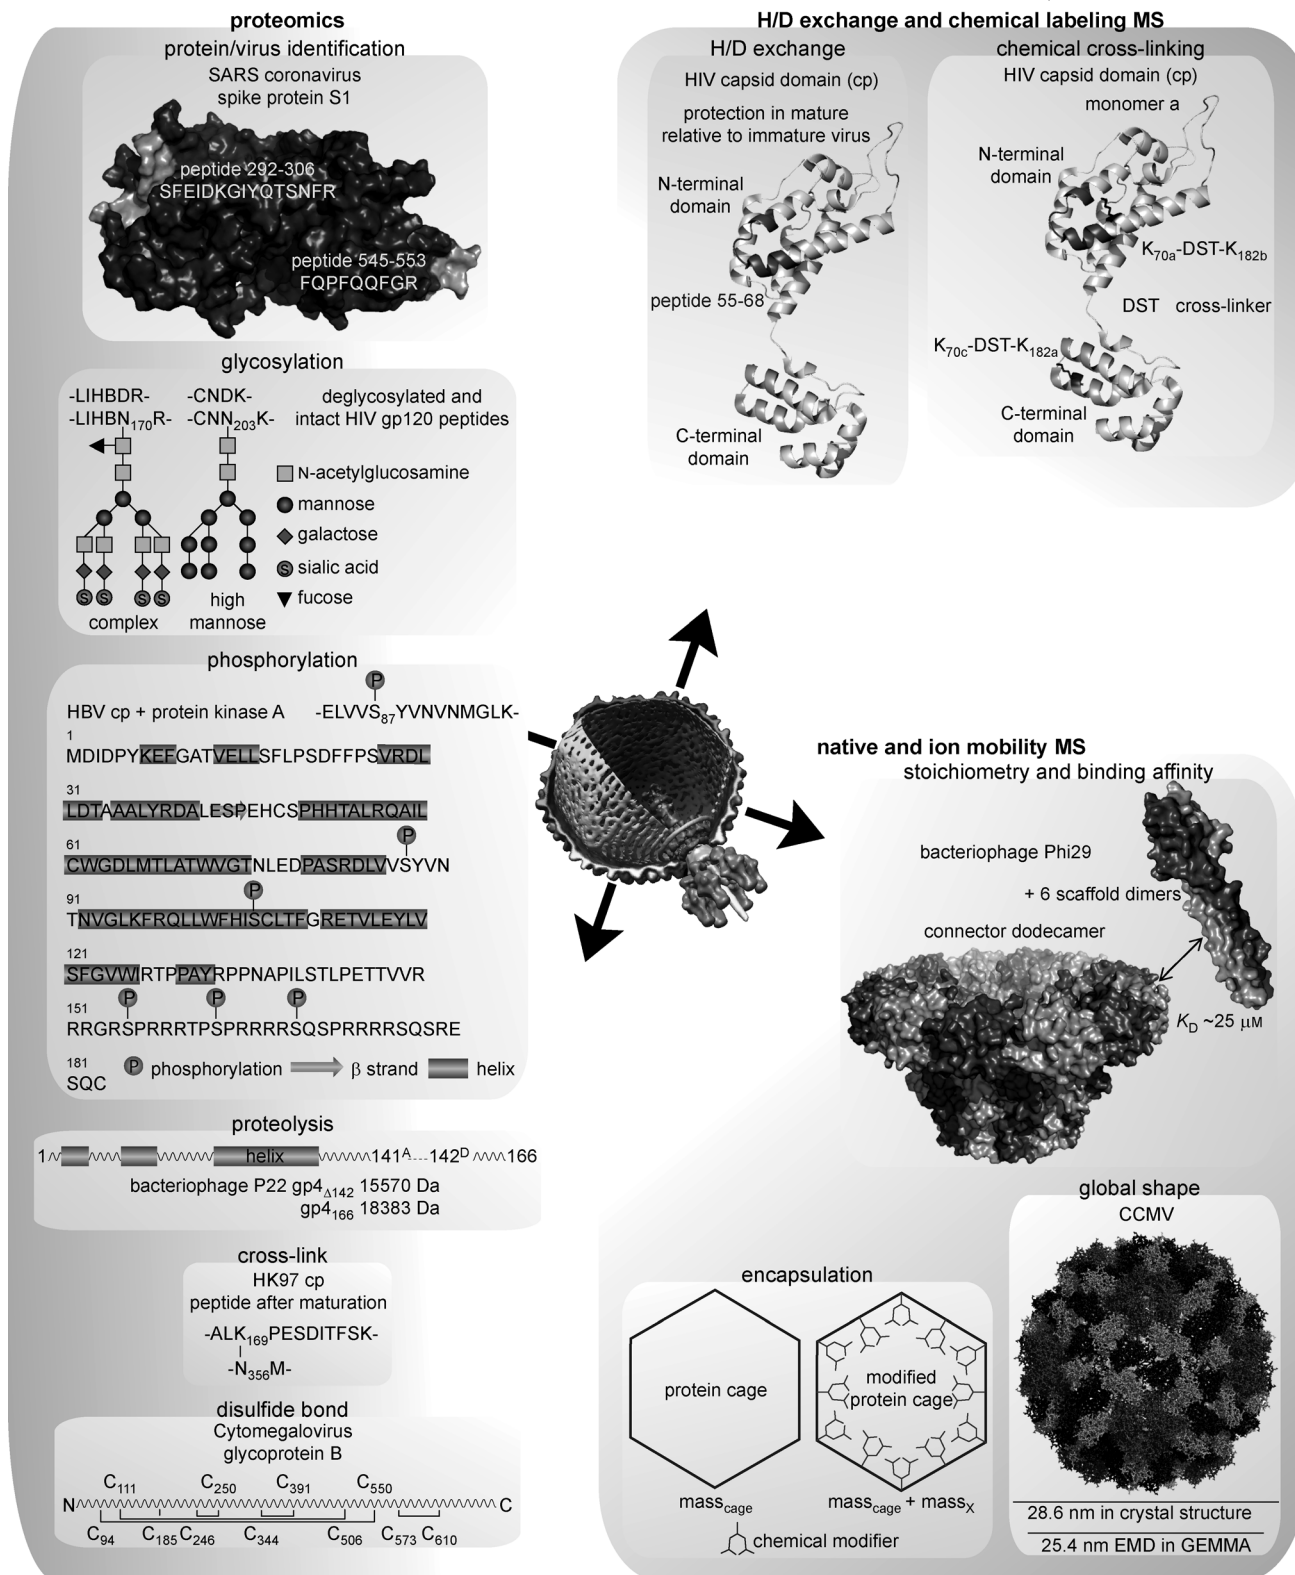 proteomics
protein/virus identification
SARS coronavirus
spike protein S1
peptide 292-306
SFEIDKGIYQTSNFR
peptide 545-553
FQPFQQFGR
glycosylation
-LIHBDR- -CNDK- deglycosylated and
-LIHBN170R- -CNN203K- intact HIV gp120 peptides
N-acetylglucosamine
mannose
galactose
S sialic acid
fucose
S S S S
complex
high
mannose
phosphorylation
P
HBV cp + protein kinase A -ELVVS87YVNVNMGLK-
1
MDIDPYKEFGATVELLSFLPSDFFPSVRDL
31
LDTAAALYRDALESPEHCSPHHTALRQAIL
61 P
CWGDLMTLATWVGTNLEDPASRDLVVSYVN
91 P
TNVGLKFRQLLWFHISCLTFGRETVLEYLV
121
SFGVWIRTPPAYRPPNAPILSTLPETTVVR
151 P P P
RRGRSPRRRTPSPRRRRSQSPRRRRSQSRE
181
SQC
P phosphorylation β strand helix
proteolysis
1 helix 141A 142D 166
bacteriophage P22 gp4Δ142 15570 Da
gp4166 18383 Da
cross-link
HK97 cp
peptide after maturation
-ALK169PESDITFSK-
-N356M-
disulfide bond
Cytomegalovirus
glycoprotein B
C111 C250 C391 C550
N C
C94 C185 C246 C344 C506 C573 C610
H/D exchange and chemical labeling MS
H/D exchange
HIV capsid domain (cp)
protection in mature
relative to immature virus
N-terminal
domain
peptide 55-68
C-terminal
domain
chemical cross-linking
HIV capsid domain (cp)
monomer a
N-terminal
domain
K70a-DST-K182b
DST cross-linker
K70c-DST-K182a
C-terminal
domain
native and ion mobility MS
stoichiometry and binding affinity
bacteriophage Phi29
+ 6 scaffold dimers
connector dodecamer
KD ~25 µM
encapsulation
protein cage
modified
protein cage
masscage masscage + massX
chemical modifier
global shape
CCMV
28.6 nm in crystal structure
25.4 nm EMD in GEMMA